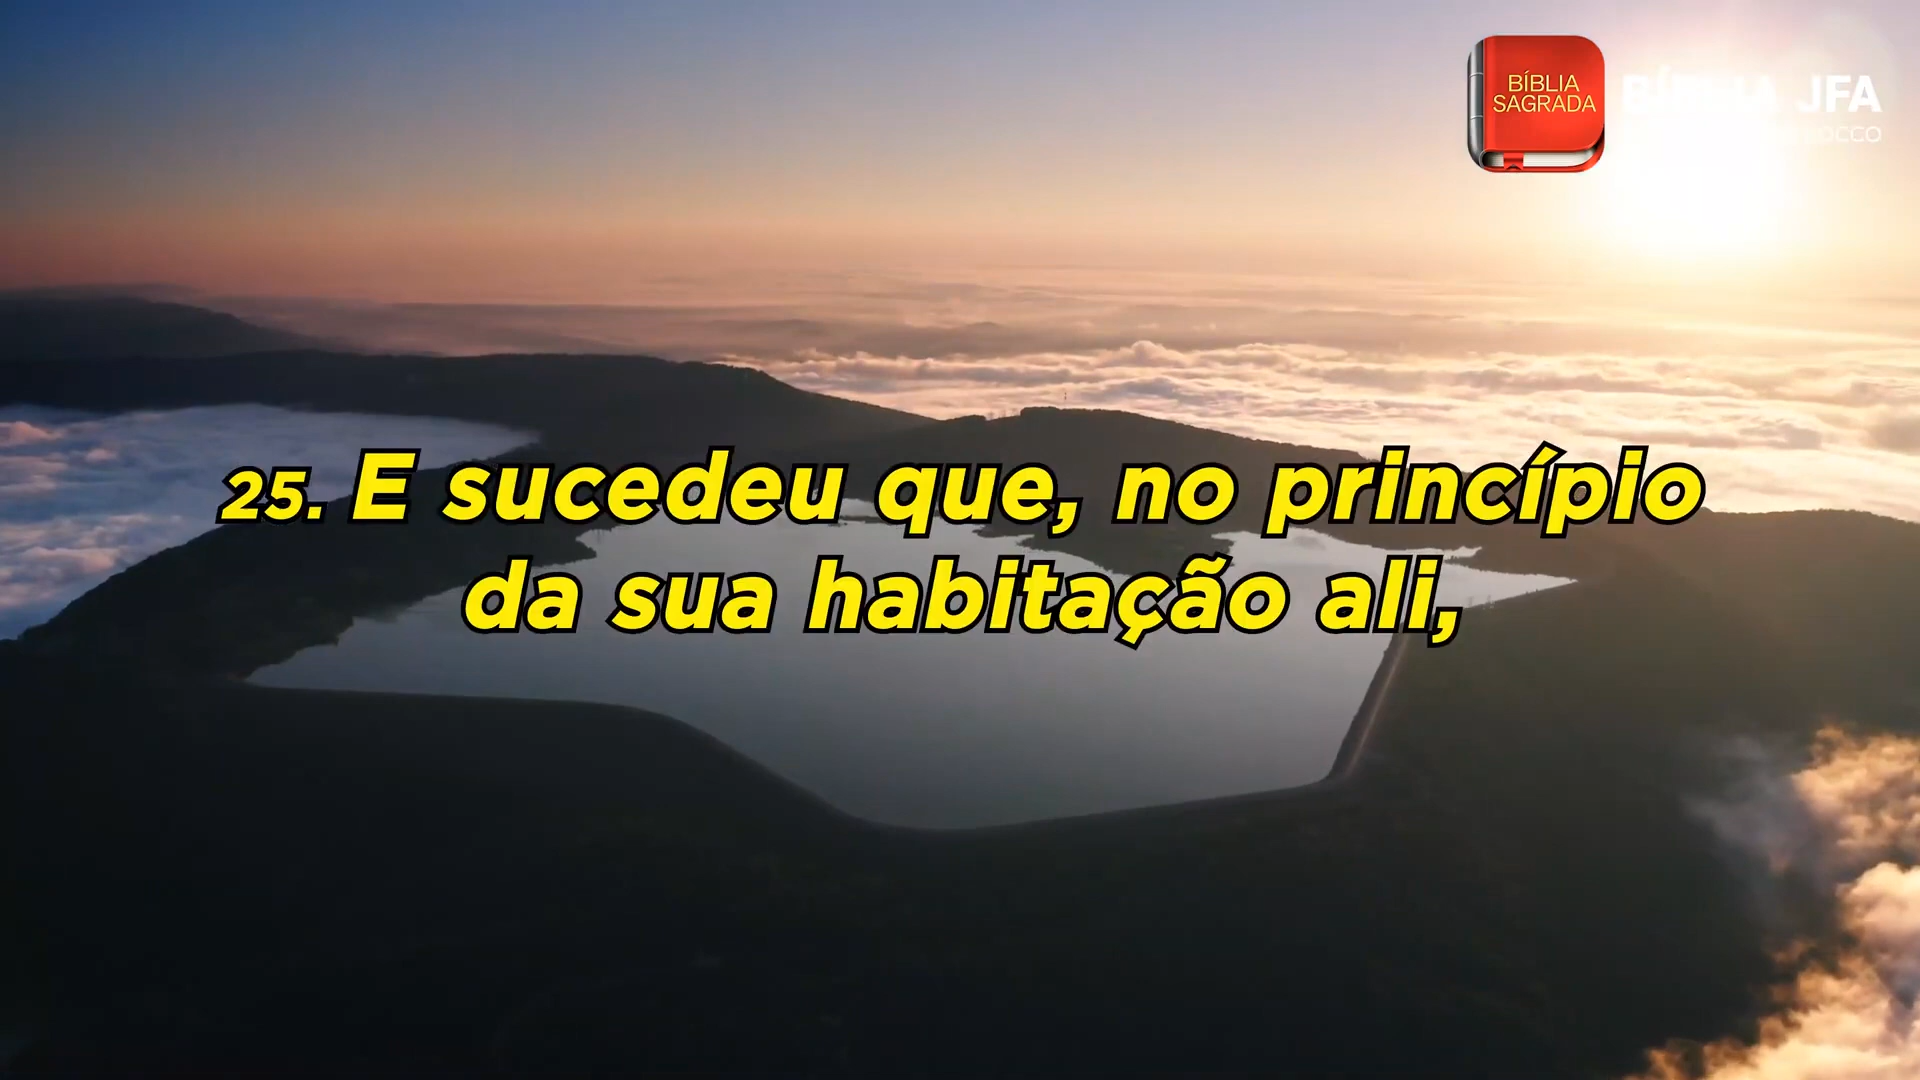 BÍBLIA
SAGRADA
JFA
25. E sucedeu que, no princípio
da sua habitação ali,